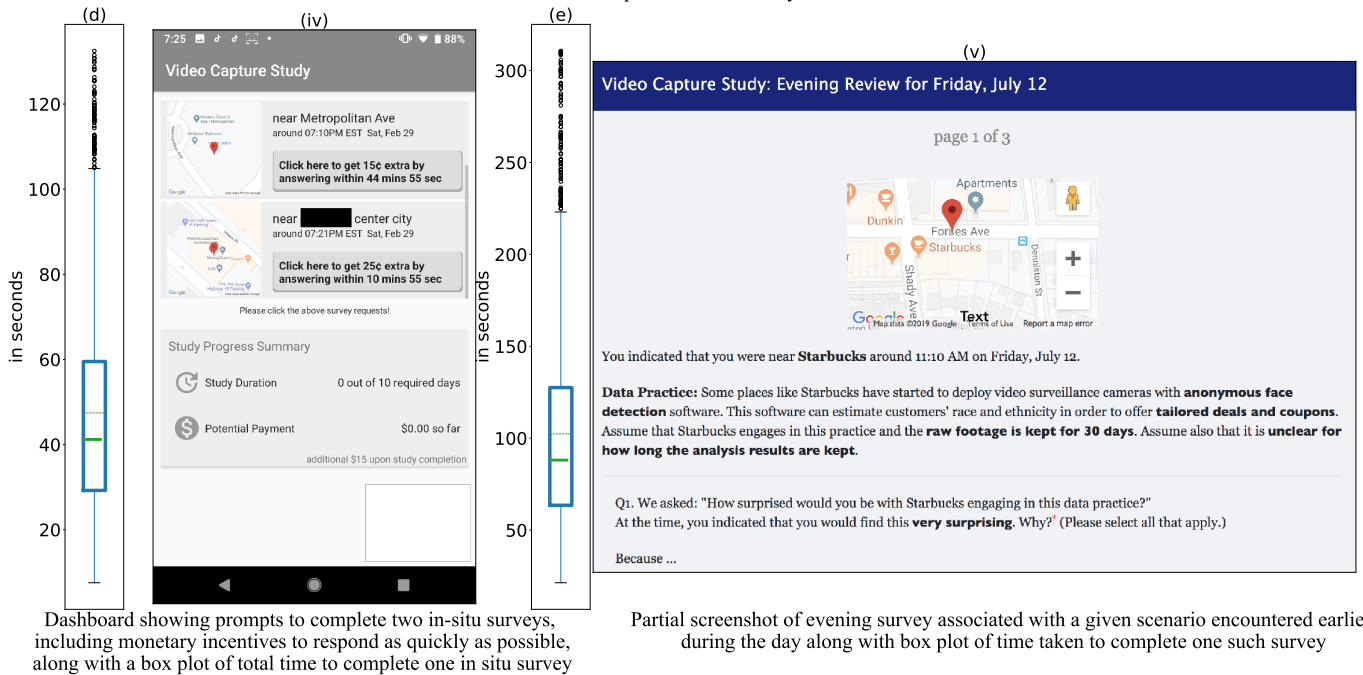 (d)
120
100
80
60
40
20
in seconds
(iv)
7:25
88%
Video Capture Study
near Metropolitan Ave
around 07:10PM EST Sat, Feb 29
Click here to get 15¢ extra by
answering within 44 mins 55 sec
Google
near center city
around 07:21PM EST Sat, Feb 29
Click here to get 25¢ extra by
answering within 10 mins 55 sec
Google
Please click the above survey requests!
Study Progress Summary
Study Duration 0 out of 10 required days
Potential Payment $0.00 so far
additional $15 upon study completion
Dashboard showing prompts to complete two in-situ surveys,
including monetary incentives to respond as quickly as possible,
along with a box plot of total time to complete one in situ survey
(e)
300
250
200
150
100
50
in seconds
(v)
Video Capture Study: Evening Review for Friday, July 12
page 1 of 3
Apartments
Dunkin'
Forbes Ave
Starbucks
Shady Ave
Denniston St
+
−
Text
Google
Map data ©2019 Google Terms of Use Report a map error
You indicated that you were near Starbucks around 11:10 AM on Friday, July 12.
Data Practice: Some places like Starbucks have started to deploy video surveillance cameras with anonymous face
detection software. This software can estimate customers' race and ethnicity in order to offer tailored deals and coupons.
Assume that Starbucks engages in this practice and the raw footage is kept for 30 days. Assume also that it is unclear for
how long the analysis results are kept.
Q1. We asked: "How surprised would you be with Starbucks engaging in this data practice?"
At the time, you indicated that you would find this very surprising. Why?* (Please select all that apply.)
Because ...
Partial screenshot of evening survey associated with a given scenario encountered earlie
during the day along with box plot of time taken to complete one such survey